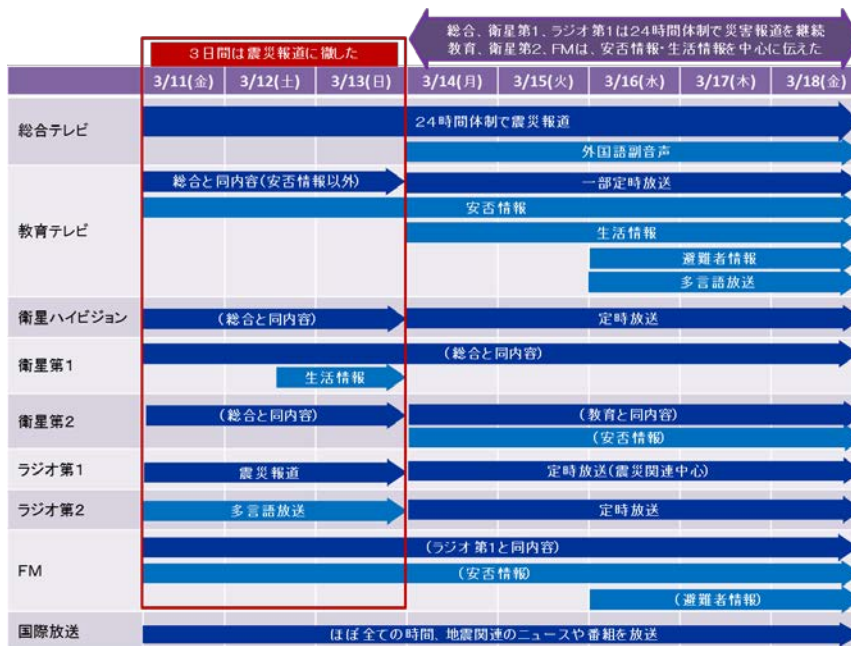 総合、衛星第1、ラジオ第1は24時間体制で災害報道を継続
教育、衛星第2、FMは、安否情報・生活情報を中心に伝えた
3日間は震災報道に徹した
3/11(金) 3/12(土) 3/13(日) 3/14(月) 3/15(火) 3/16(水) 3/17(木) 3/18(金)
総合テレビ
24時間体制で震災報道
外国語副音声
教育テレビ
総合と同内容(安否情報以外) 一部定時放送
安否情報
生活情報
避難者情報
多言語放送
衛星ハイビジョン
(総合と同内容) 定時放送
衛星第1
(総合と同内容)
生活情報
衛星第2
(総合と同内容) (教育と同内容)
(安否情報)
ラジオ第1
震災報道 定時放送(震災関連中心)
ラジオ第2
多言語放送 定時放送
FM
(ラジオ第1と同内容)
(安否情報)
(避難者情報)
国際放送
ほぼ全ての時間、地震関連のニュースや番組を放送